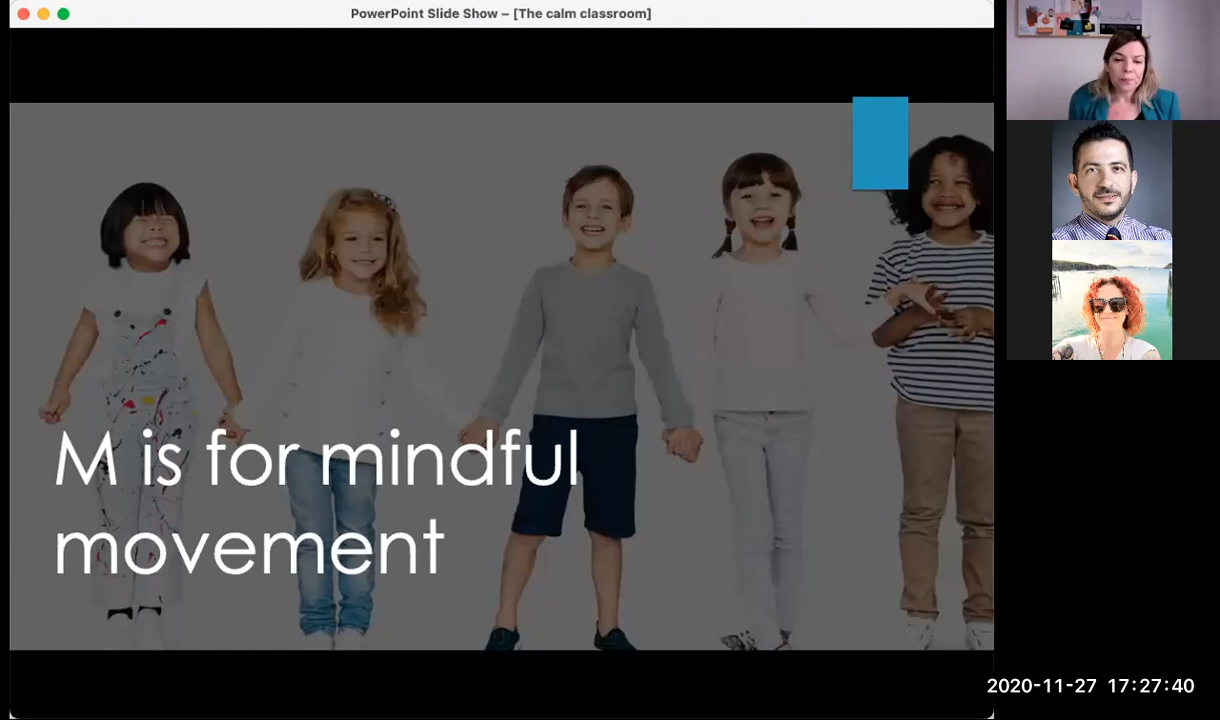 PowerPoint Slide Show – [The calm classroom]
M is for mindful
movement
2020-11-27 17:27:40